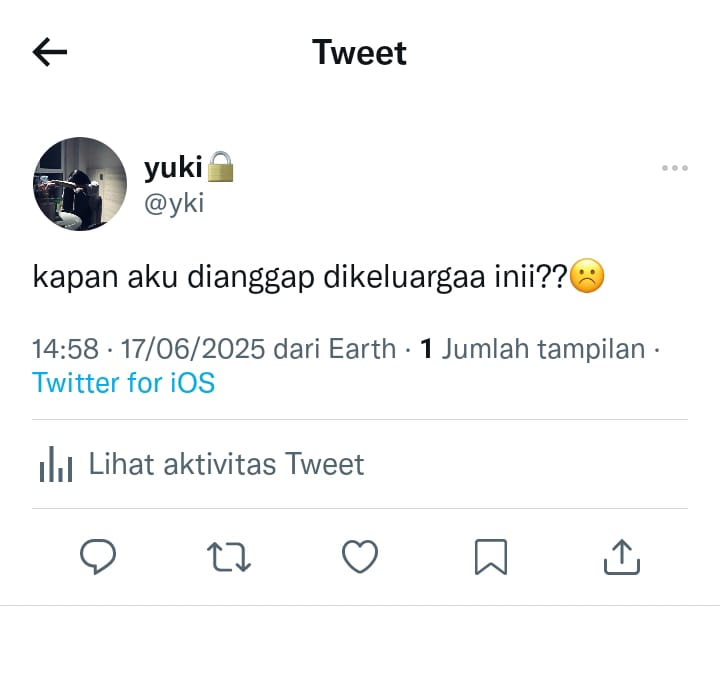 Tweet
yuki🔒
@yki
kapan aku dianggap dikeluargaa inii??☹️
14:58 · 17/06/2025 dari Earth · 1 Jumlah tampilan ·
Twitter for iOS
Lihat aktivitas Tweet